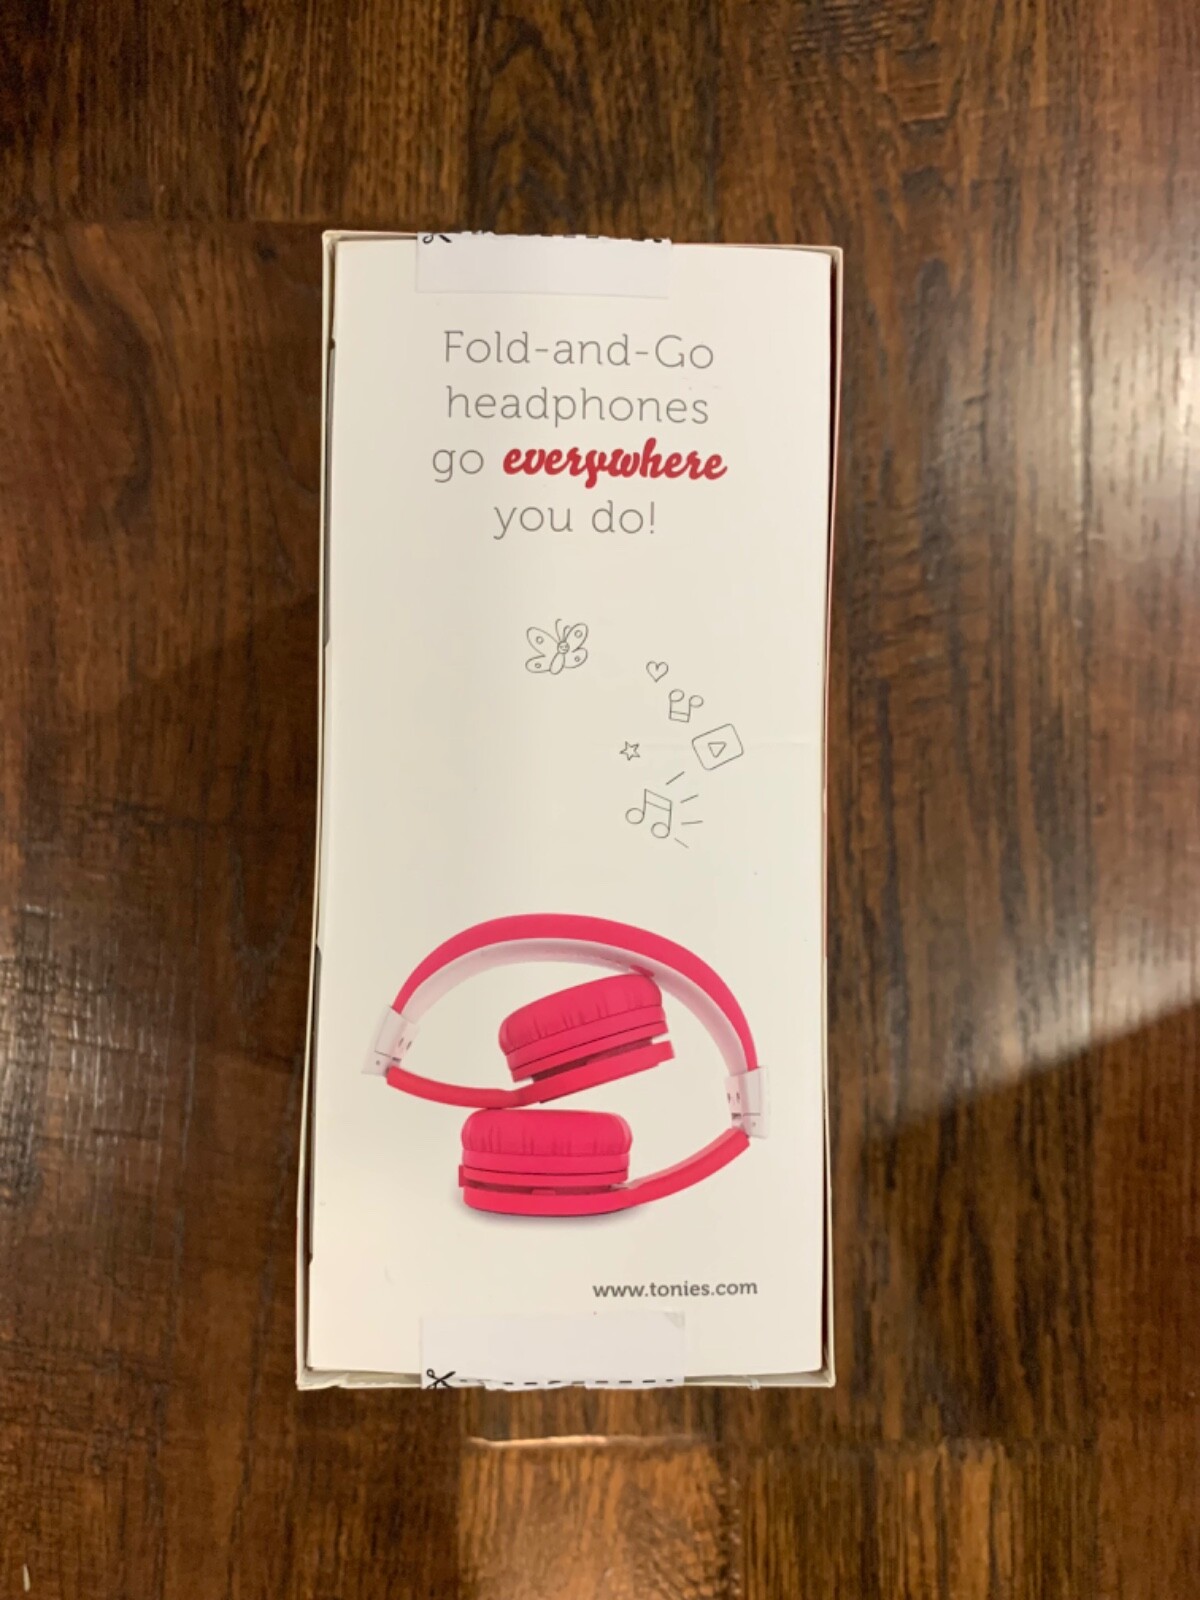 Fold-and-Go
headphones
go everywhere
you do!
www.tonies.com